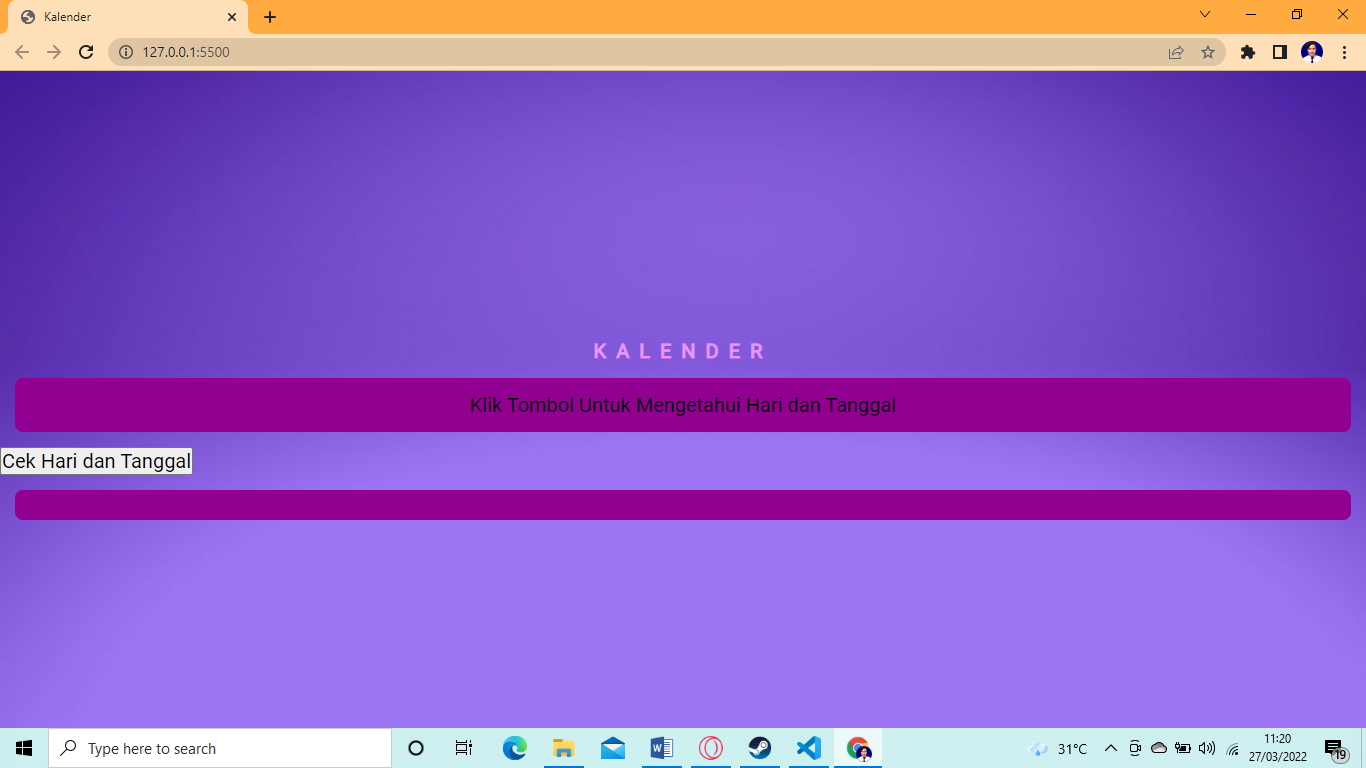 Kalender
127.0.0.1:5500
KALENDER
Klik Tombol Untuk Mengetahui Hari dan Tanggal
Cek Hari dan Tanggal
Type here to search
31°C
11:20
27/03/2022
19